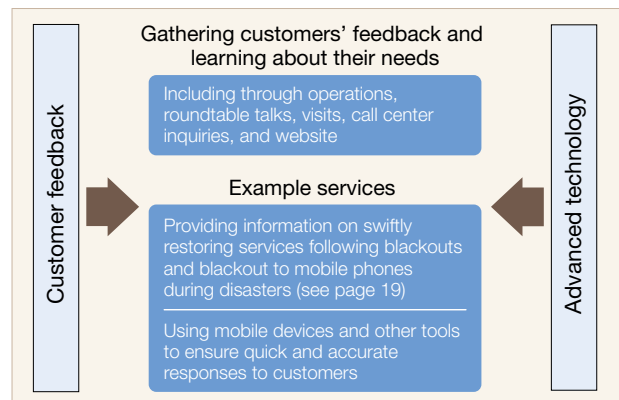 Gathering customers' feedback and
learning about their needs
Including through operations,
roundtable talks, visits, call center
inquiries, and website
Customer feedback
Advanced technology
Example services
Providing information on swiftly
restoring services following blackouts
and blackout to mobile phones
during disasters (see page 19)
Using mobile devices and other tools
to ensure quick and accurate
responses to customers